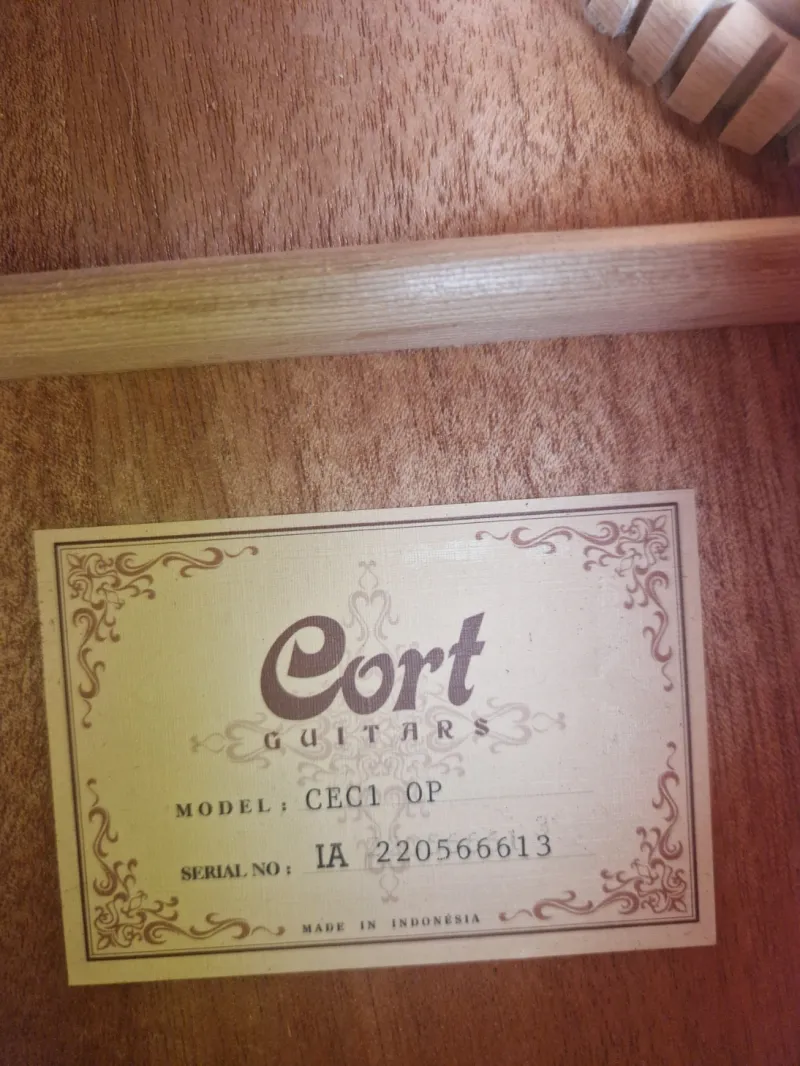 Cort
GUITARS
MODEL: CEC1 OP
SERIAL NO: IA 220566613
MADE IN INDONESIA